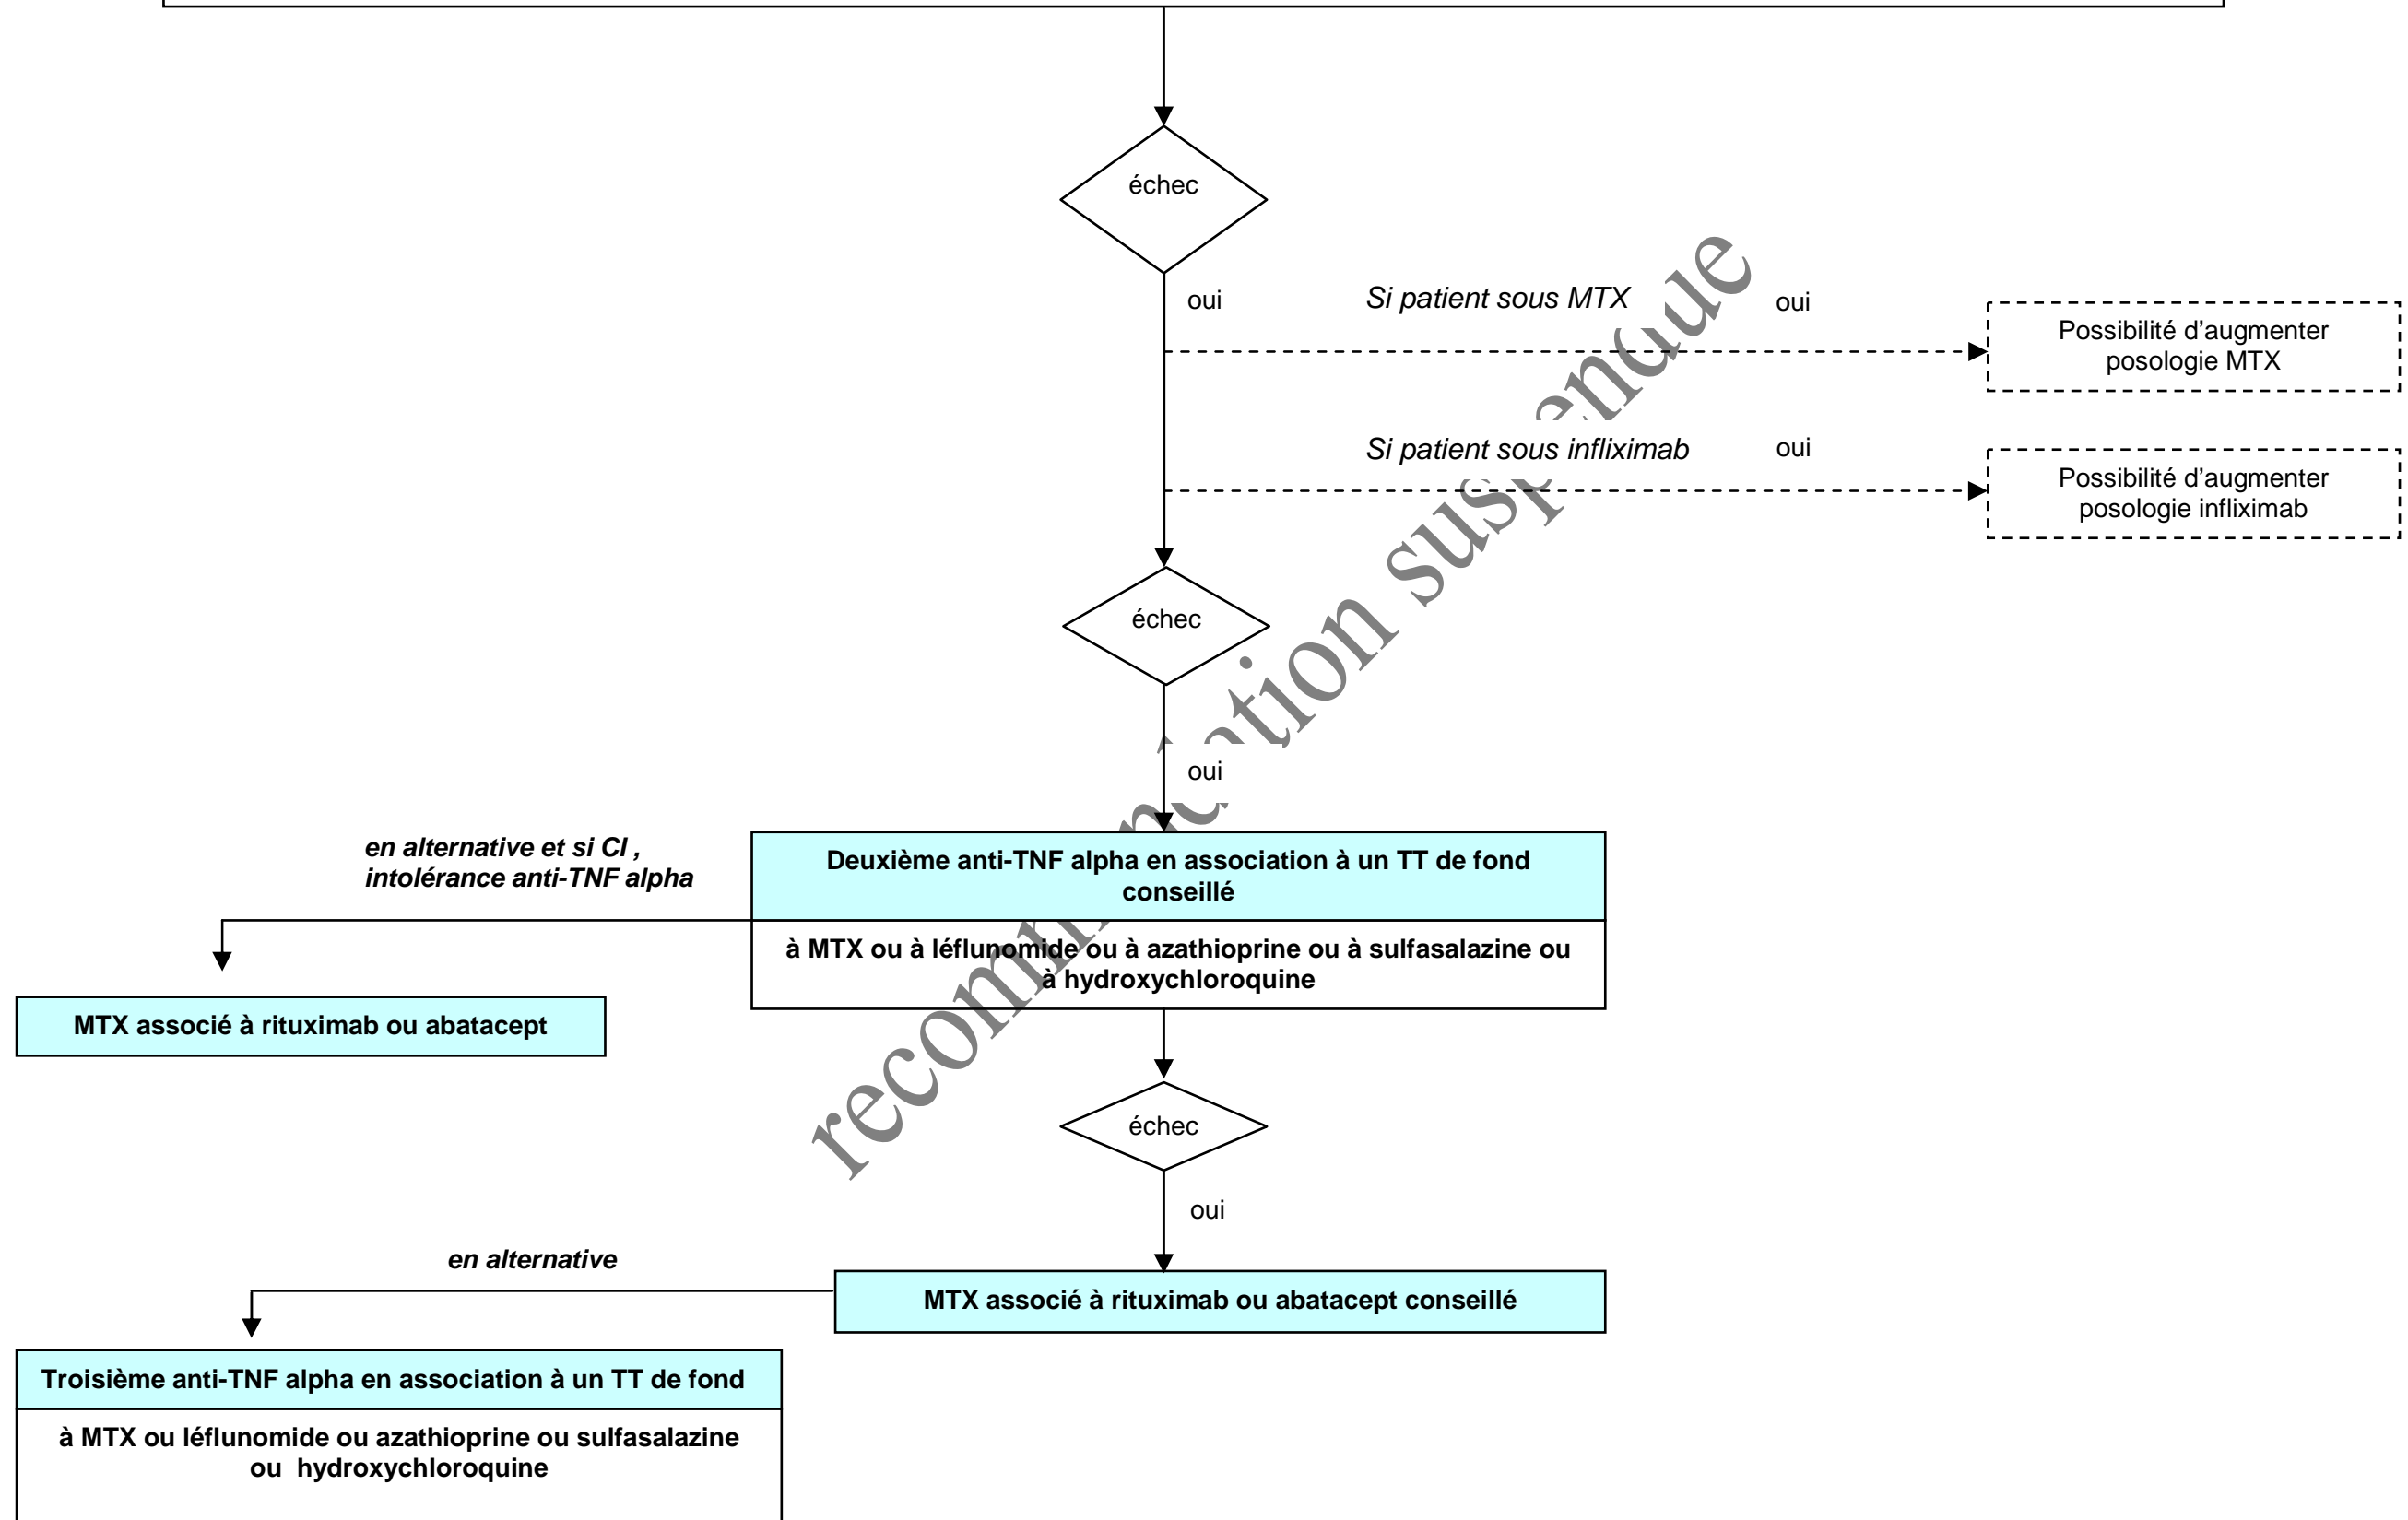 échec
oui
Si patient sous MTX
oui
Possibilité d'augmenter
posologie MTX
Si patient sous infliximab
oui
Possibilité d'augmenter
posologie infliximab
échec
oui
en alternative et si CI ,
intolérance anti-TNF alpha
Deuxième anti-TNF alpha en association à un TT de fond
conseillé
à MTX ou à léflunomide ou à azathioprine ou à sulfasalazine ou
à hydroxychloroquine
MTX associé à rituximab ou abatacept
échec
oui
en alternative
MTX associé à rituximab ou abatacept conseillé
Troisième anti-TNF alpha en association à un TT de fond
à MTX ou léflunomide ou azathioprine ou sulfasalazine
ou hydroxychloroquine
recommandation suspendue